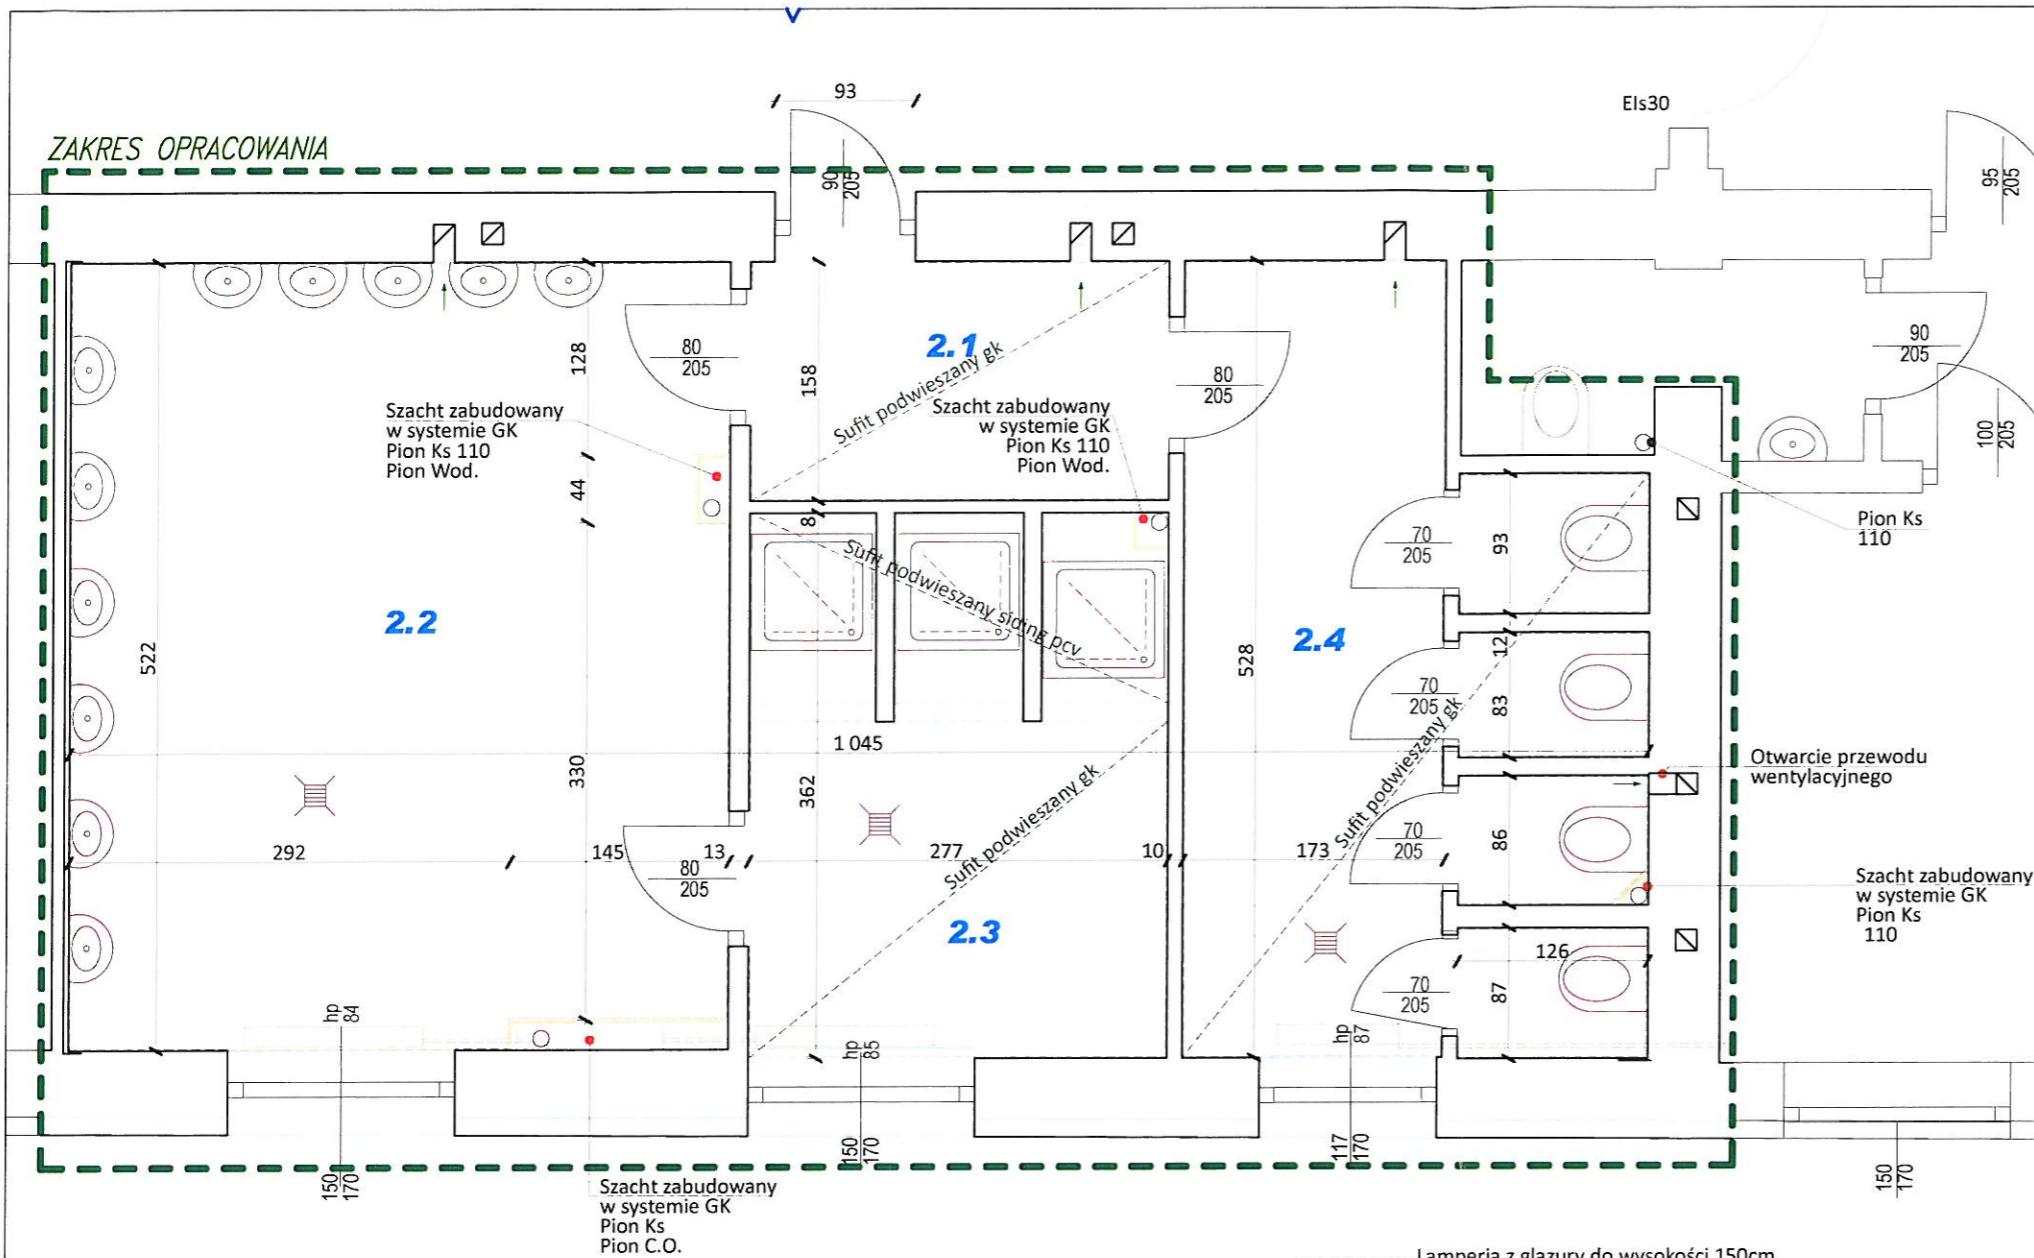 93
EIs30
ZAKRES OPRACOWANIA
90
205
95
205
2.1
80
205
128
158
Sufit podwieszany gk
80
205
90
205
Szacht zabudowany
w systemie GK
Pion Ks 110
Pion Wod.
Szacht zabudowany
w systemie GK
Pion Ks 110
Pion Wod.
100
205
44
8
Sufit podwieszany siding pcv
70
205
93
Pion Ks
110
2.2
522
528
2.4
12
70
205
83
1 045
330
362
Sufit podwieszany gk
Sufit podwieszany gk
Otwarcie przewodu
wentylacyjnego
292
145
13
277
10
173
70
205
86
80
205
Szacht zabudowany
w systemie GK
Pion Ks
110
2.3
126
70
205
87
hp
84
hp
85
hp
87
150
170
150
170
117
170
150
170
Szacht zabudowany
w systemie GK
Pion Ks
Pion C.O.
Lamperia z glazury do wysokości 150cm